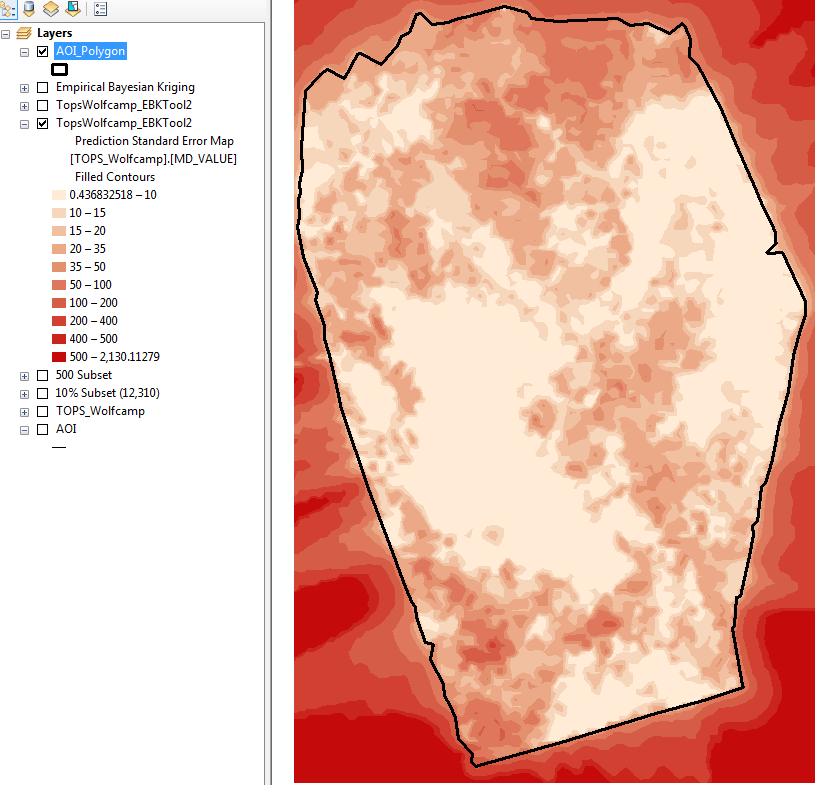 Layers
AOI_Polygon
Empirical Bayesian Kriging
TopsWolfcamp_EBKTool2
TopsWolfcamp_EBKTool2
Prediction Standard Error Map
[TOPS_Wolfcamp].[MD_VALUE]
Filled Contours
0.436832518 – 10
10 – 15
15 – 20
20 – 35
35 – 50
50 – 100
100 – 200
200 – 400
400 – 500
500 – 2,130.11279
500 Subset
10% Subset (12,310)
TOPS_Wolfcamp
AOI